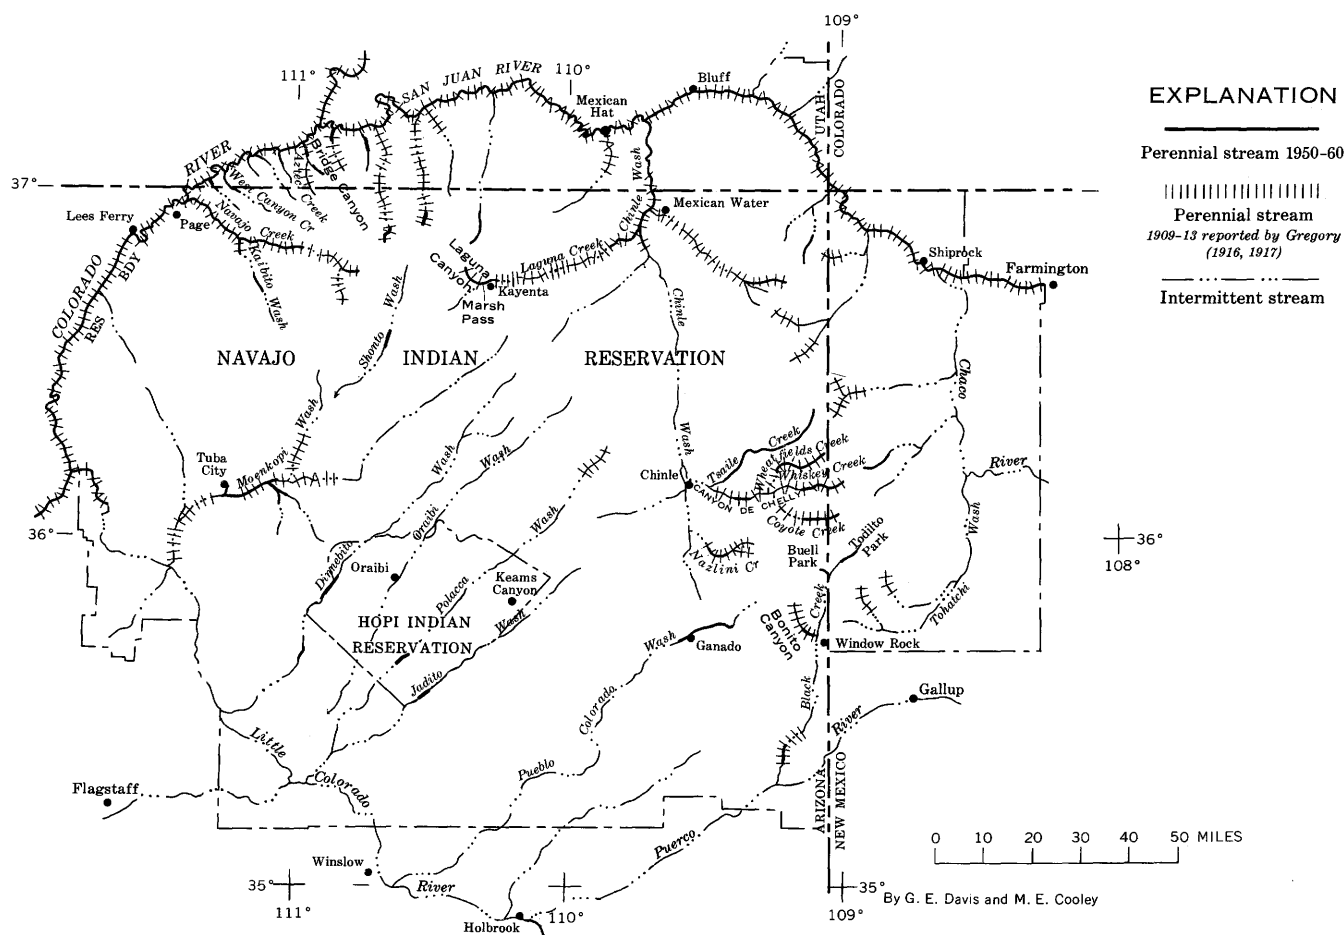 109°
111°
SAN JUAN RIVER
110°
Bluff
Mexican
Hat
UTAH
COLORADO
EXPLANATION
Perennial stream 1950-60
Perennial stream
1909-13 reported by Gregory
(1916, 1917)
Intermittent stream
RIVER
37°
West Canyon Cr
Aztec Creek
Bridge Canyon
Chinle Wash
Mexican Water
Lees Ferry
Page
Navajo Creek
Kaibito Wash
Laguna
Canyon
Laguna Creek
Kayenta
Marsh
Pass
Shiprock
Farmington
COLORADO
RES BDY
Shonto Wash
Chinle Wash
NAVAJO INDIAN RESERVATION
Chaco Wash
Tuba
City
Moenkopi Wash
Wash
Oraibi Wash
Chinle
Tsaile Creek
Wheatfields Creek
Whiskey Creek
CANYON DE CHELLY
Coyote Creek
River
36°
36°
108°
Dinnebito
Oraibi
Polacca Wash
Keams
Canyon
Nazlini Cr
Buell
Park
Todilto
Park
Tohatchi
HOPI INDIAN
RESERVATION
Jadito Wash
Wash
Ganado
Bonito
Canyon
Creek
Window Rock
Black
Gallup
River
Little
Colorado
Colorado
Pueblo
Flagstaff
ARIZONA
NEW MEXICO
Puerco
0 10 20 30 40 50 MILES
Winslow
River
35°
111°
110°
35°
109°
By G. E. Davis and M. E. Cooley
Holbrook